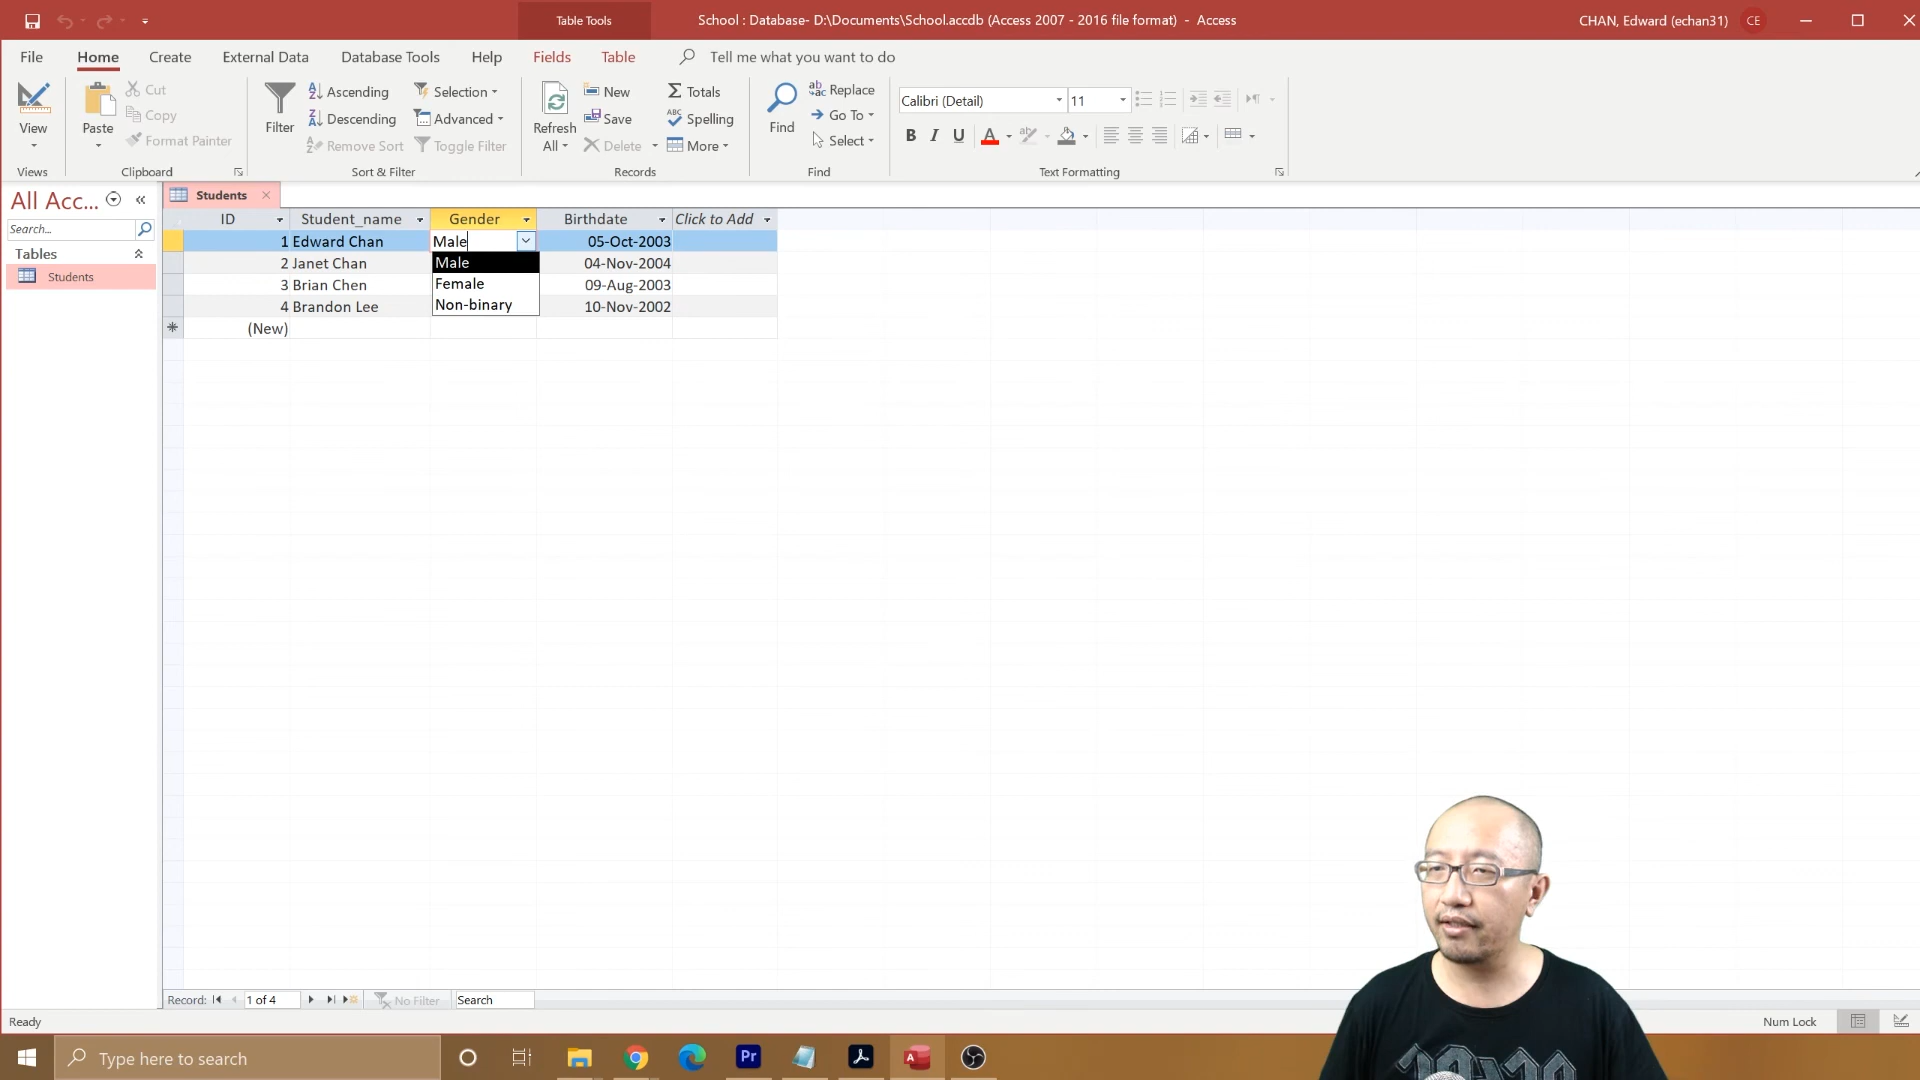 Table Tools
School : Database- D:\Documents\School.accdb (Access 2007 - 2016 file format) - Access
CHAN, Edward (echan31)
CE
File Home Create External Data Database Tools Help Fields Table Tell me what you want to do
View
Views
Paste
Cut
Copy
Format Painter
Clipboard
Filter
Ascending
Descending
Remove Sort
Selection
Advanced
Toggle Filter
Sort & Filter
Refresh
All
New
Save
Delete
Totals
Spelling
More
Records
Find
Replace
Go To
Select
Find
Calibri (Detail)
11
B I U A
Text Formatting
All Acc...
Search...
Tables
Students
Students
ID Student_name Gender Birthdate Click to Add
1 Edward Chan Male 05-Oct-2003
2 Janet Chan 04-Nov-2004
3 Brian Chen 09-Aug-2003
4 Brandon Lee 10-Nov-2002
(New)
Male
Female
Non-binary
Record: 1 of 4 No Filter Search
Ready
Num Lock
Type here to search
Pr
A